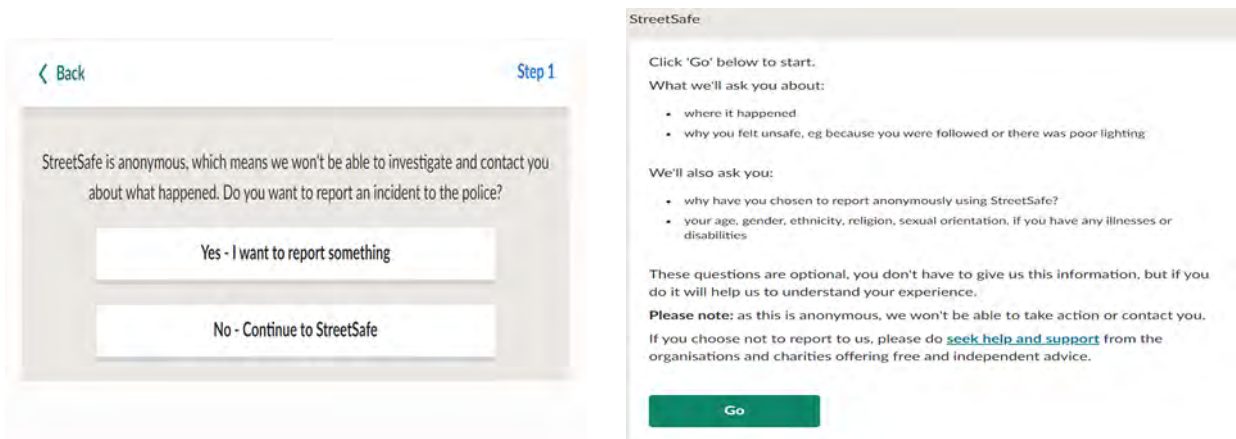 Back
Step 1
StreetSafe is anonymous, which means we won't be able to investigate and contact you
about what happened. Do you want to report an incident to the police?
Yes - I want to report something
No - Continue to StreetSafe
StreetSafe
Click 'Go' below to start.
What we'll ask you about:
• where it happened
• why you felt unsafe, eg because you were followed or there was poor lighting
We'll also ask you:
• why have you chosen to report anonymously using StreetSafe?
• your age, gender, ethnicity, religion, sexual orientation, if you have any illnesses or
disabilities
These questions are optional, you don't have to give us this information, but if you
do it will help us to understand your experience.
Please note: as this is anonymous, we won't be able to take action or contact you.
If you choose not to report to us, please do seek help and support from the
organisations and charities offering free and independent advice.
Go